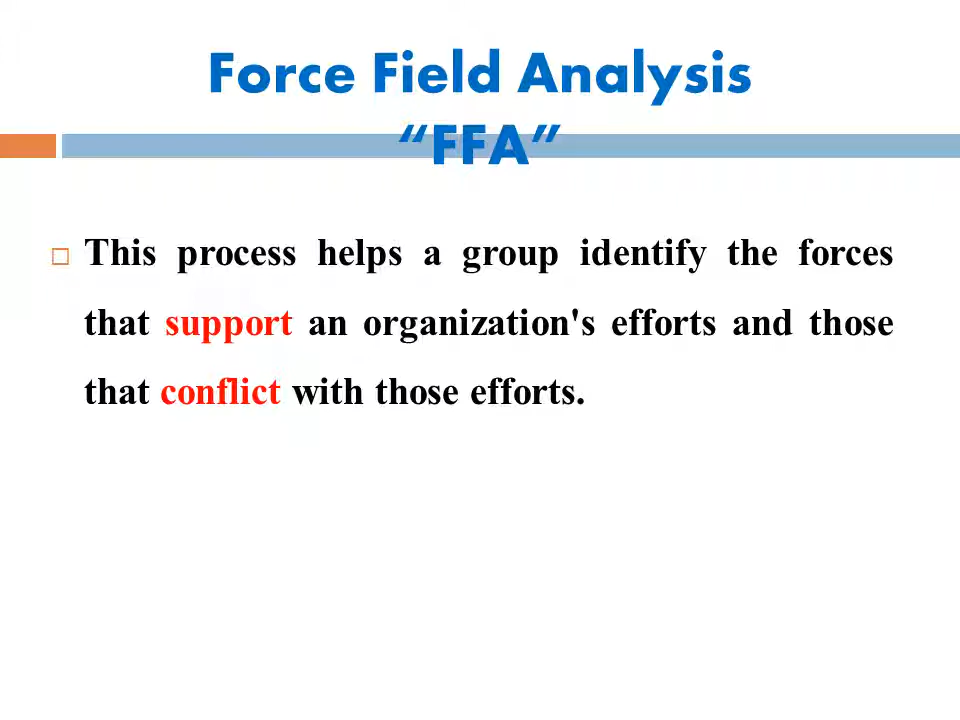 Force Field Analysis
“FFA”
This process helps a group identify the forces
that support an organization's efforts and those
that conflict with those efforts.